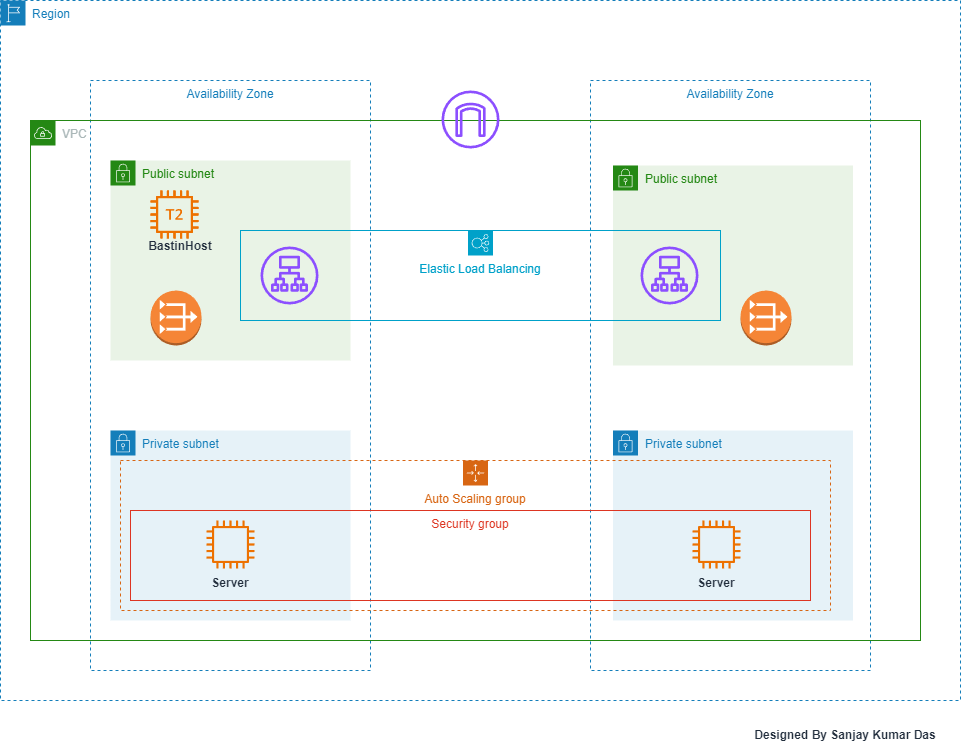 Region
Availability Zone
Availability Zone
VPC
Public subnet
Public subnet
T2
BastinHost
Elastic Load Balancing
Private subnet
Private subnet
Auto Scaling group
Security group
Server
Server
Designed By Sanjay Kumar Das